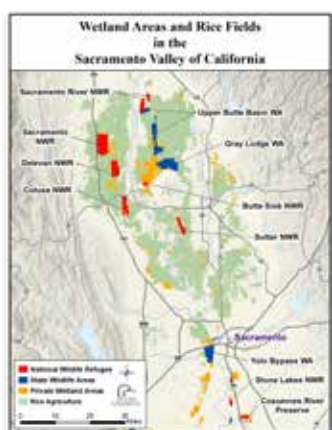 Wetland Areas and Rice Fields
in the
Sacramento Valley of California
Sacramento River NWR
Upper Butte Basin WA
Sacramento
NWR
Gray Lodge WA
Delevan NWR
Colusa NWR
Butte Sink NWR
Sutter NWR
Sacramento
Yolo Bypass WA
Stone Lakes NWR
Cosumnes River
Preserve
National Wildlife Refuges
State Wildlife Areas
Private Wetland Areas
Rice Agriculture